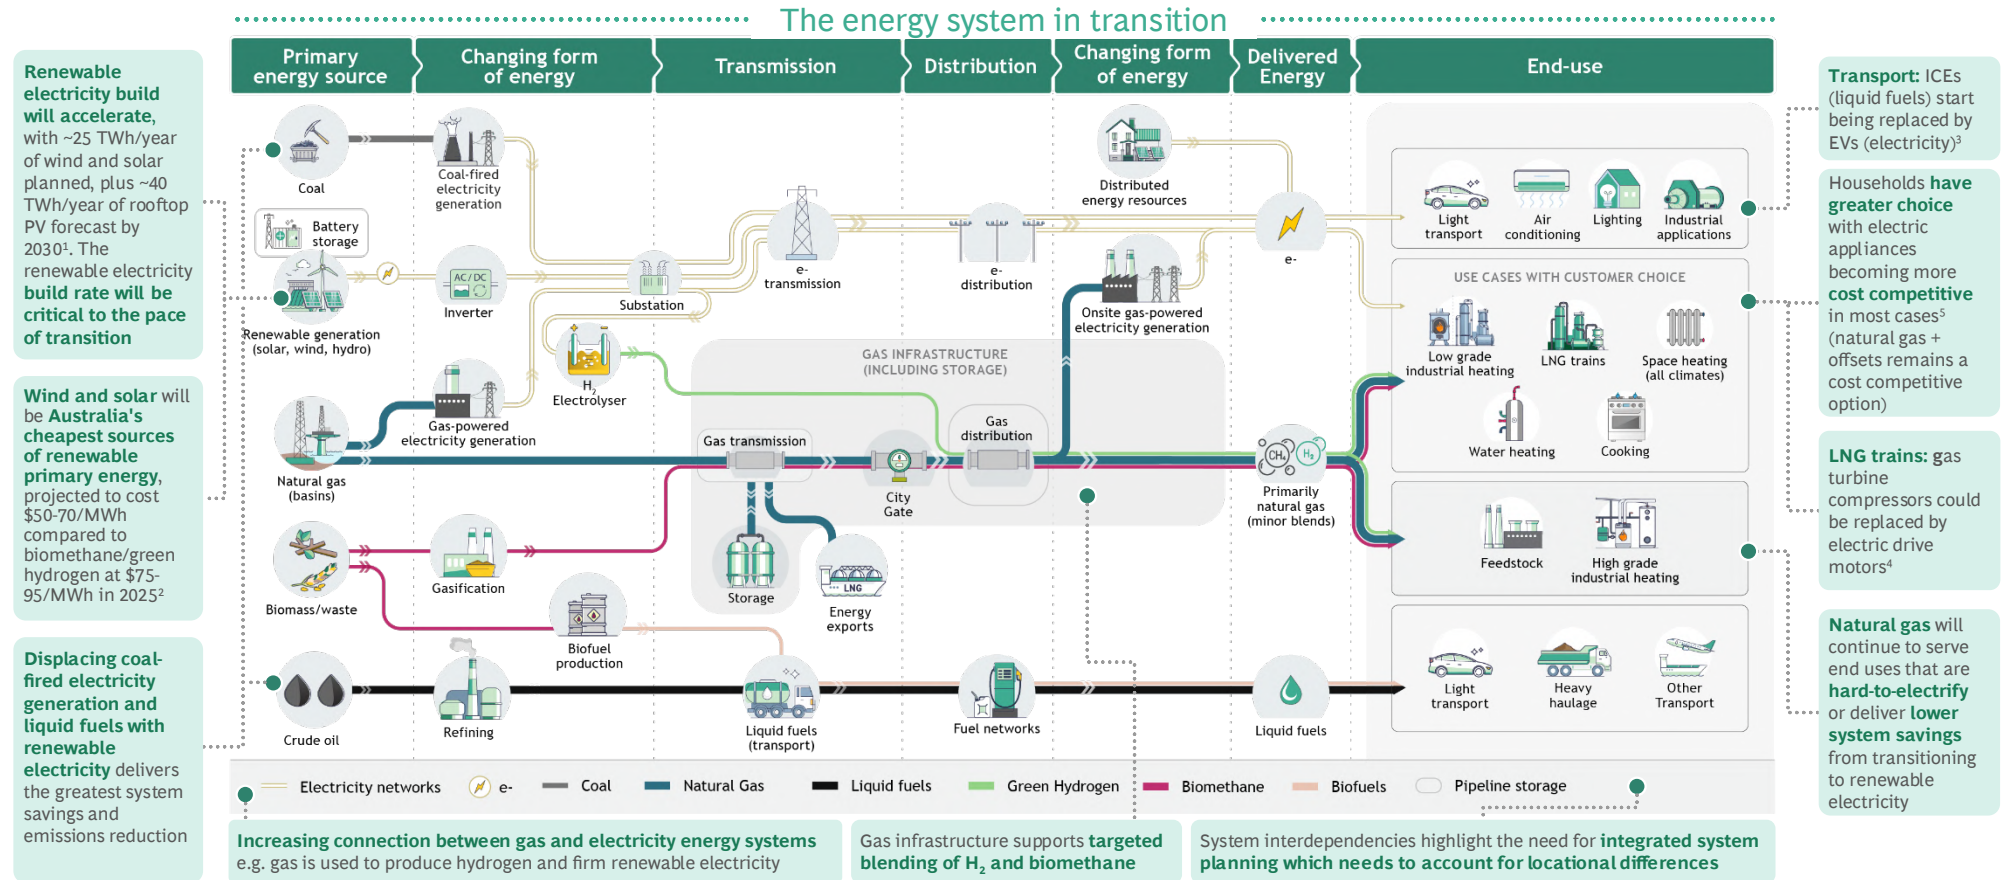 The energy system in transition
Primary
energy source
Changing form
of energy
Transmission
Distribution
Changing form
of energy
Delivered
Energy
End-use
Renewable
electricity build
will accelerate,
with ~25 TWh/year
of wind and solar
planned, plus ~40
TWh/year of rooftop
PV forecast by
2030¹. The
renewable electricity
build rate will be
critical to the pace
of transition
Wind and solar will
be Australia's
cheapest sources
of renewable
primary energy,
projected to cost
$50-70/MWh
compared to
biomethane/green
hydrogen at $75-
95/MWh in 2025²
Displacing coal-
fired electricity
generation and
liquid fuels with
renewable
electricity delivers
the greatest system
savings and
emissions reduction
Coal
Coal-fired
electricity
generation
Battery
storage
Renewable generation
(solar, wind, hydro)
AC/DC
Inverter
Substation
e-
transmission
e-
distribution
Distributed
energy resources
Onsite gas-powered
electricity generation
e-
H₂
Electrolyser
Gas-powered
electricity generation
Natural gas
(basins)
GAS INFRASTRUCTURE
(INCLUDING STORAGE)
Gas transmission
City
Gate
Gas
distribution
CH₄
H₂
Primarily
natural gas
(minor blends)
Biomass/waste
Gasification
Storage
LNG
Energy
exports
Biofuel
production
Crude oil
Refining
Liquid fuels
(transport)
Fuel networks
Liquid fuels
Light
transport
Air
conditioning
Lighting
Industrial
applications
USE CASES WITH CUSTOMER CHOICE
Low grade
industrial heating
LNG trains
Space heating
(all climates)
Water heating
Cooking
Feedstock
High grade
industrial heating
Light
transport
Heavy
haulage
Other
Transport
Transport: ICEs
(liquid fuels) start
being replaced by
EVs (electricity)³
Households have
greater choice
with electric
appliances
becoming more
cost competitive
in most cases⁵
(natural gas +
offsets remains a
cost competitive
option)
LNG trains: gas
turbine
compressors could
be replaced by
electric drive
motors⁴
Natural gas will
continue to serve
end uses that are
hard-to-electrify
or deliver lower
system savings
from transitioning
to renewable
electricity
Electricity networks
e-
Coal
Natural Gas
Liquid fuels
Green Hydrogen
Biomethane
Biofuels
Pipeline storage
Increasing connection between gas and electricity energy systems
e.g. gas is used to produce hydrogen and firm renewable electricity
Gas infrastructure supports targeted
blending of H₂ and biomethane
System interdependencies highlight the need for integrated system
planning which needs to account for locational differences